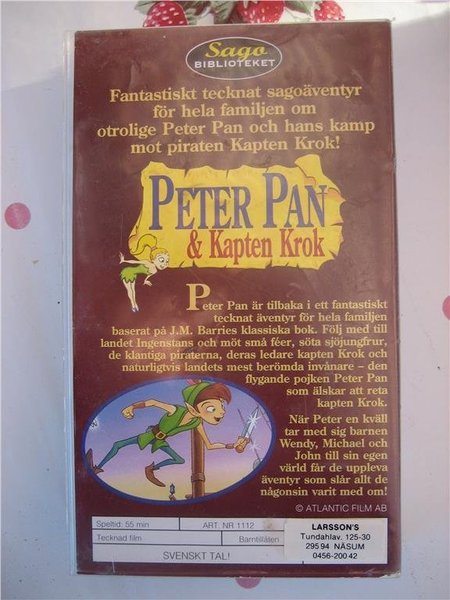 Sago
BIBLIOTEKET
Fantastiskt tecknat sagoäventyr
för hela familjen om
otrolige Peter Pan och hans kamp
mot piraten Kapten Krok!
PETER PAN
& Kapten Krok
Peter Pan är tilbaka i ett fantastiskt
tecknat äventyr för hela familjen
baserat på J.M. Barries klassiska bok. Följ med till
landet Ingenstans och möt små féer, söta sjöjungfrur,
de klantiga piraterna, deras ledare kapten Krok och
naturligtvis landets mest berömda invånare – den
flygande pojken Peter Pan
som älskar att reta
kapten Krok.
När Peter en kväll
tar med sig barnen
Wendy, Michael och
John till sin egen
värld får de uppleva
äventyr som slår allt de
någonsin varit med om!
© ATLANTIC FILM AB
Speltid: 55 min
ART. NR 1112
Tecknad film
Barntillåten
SVENSKT TAL!
LARSSON'S
Tundahlav. 125-30
295 94 NÄSUM
0456-200 42